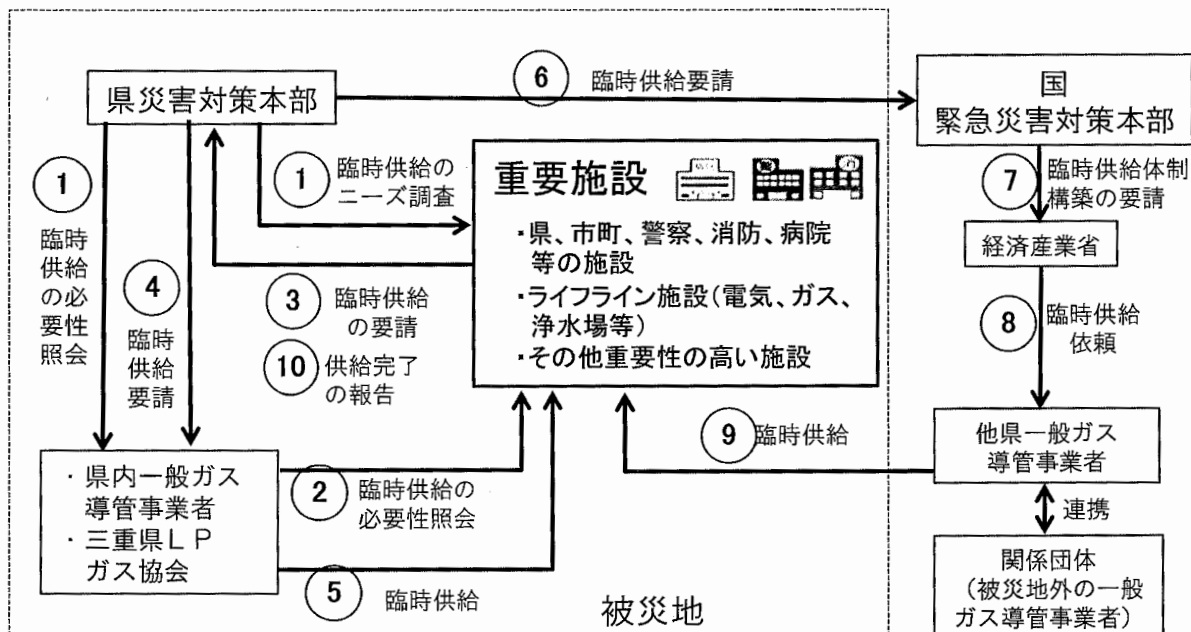 県災害対策本部
6
臨時供給要請
国
緊急災害対策本部
1
臨時
供給
の必
要性
照会
4
臨時
供給
要請
1
臨時供給の
ニーズ調査
3
臨時供給
の要請
10
供給完了
の報告
重要施設
・県、市町、警察、消防、病院
等の施設
・ライフライン施設(電気、ガス、
浄水場等)
・その他重要性の高い施設
7
臨時供給体制
構築の要請
経済産業省
8
臨時供給
依頼
9
臨時供給
他県一般ガス
導管事業者
連携
関係団体
(被災地外の一般
ガス導管事業者)
・県内一般ガス
導管事業者
・三重県LP
ガス協会
2
臨時供給の
必要性照会
5
臨時供給
被災地